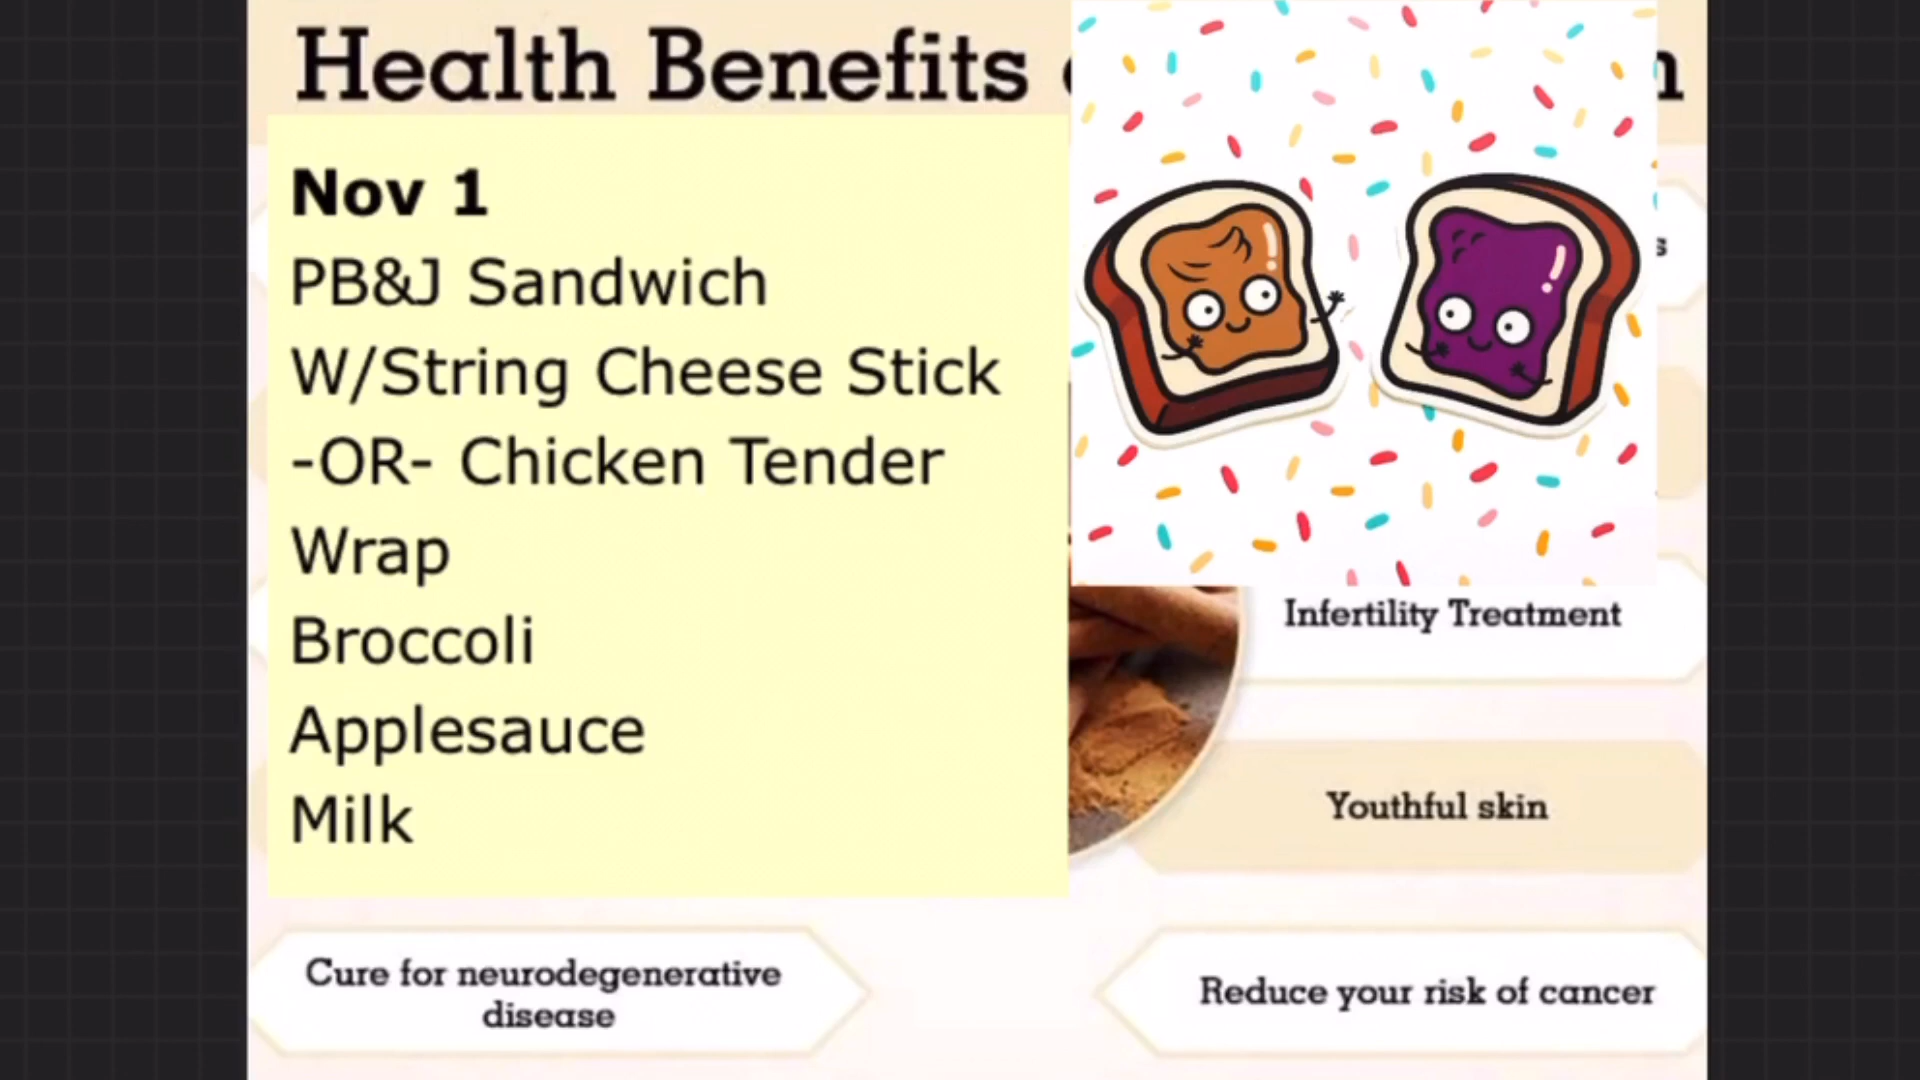 Health Benefits
Nov 1
PB&J Sandwich
W/String Cheese Stick
-OR- Chicken Tender
Wrap
Broccoli
Applesauce
Milk
Infertility Treatment
Youthful skin
Cure for neurodegenerative
disease
Reduce your risk of cancer